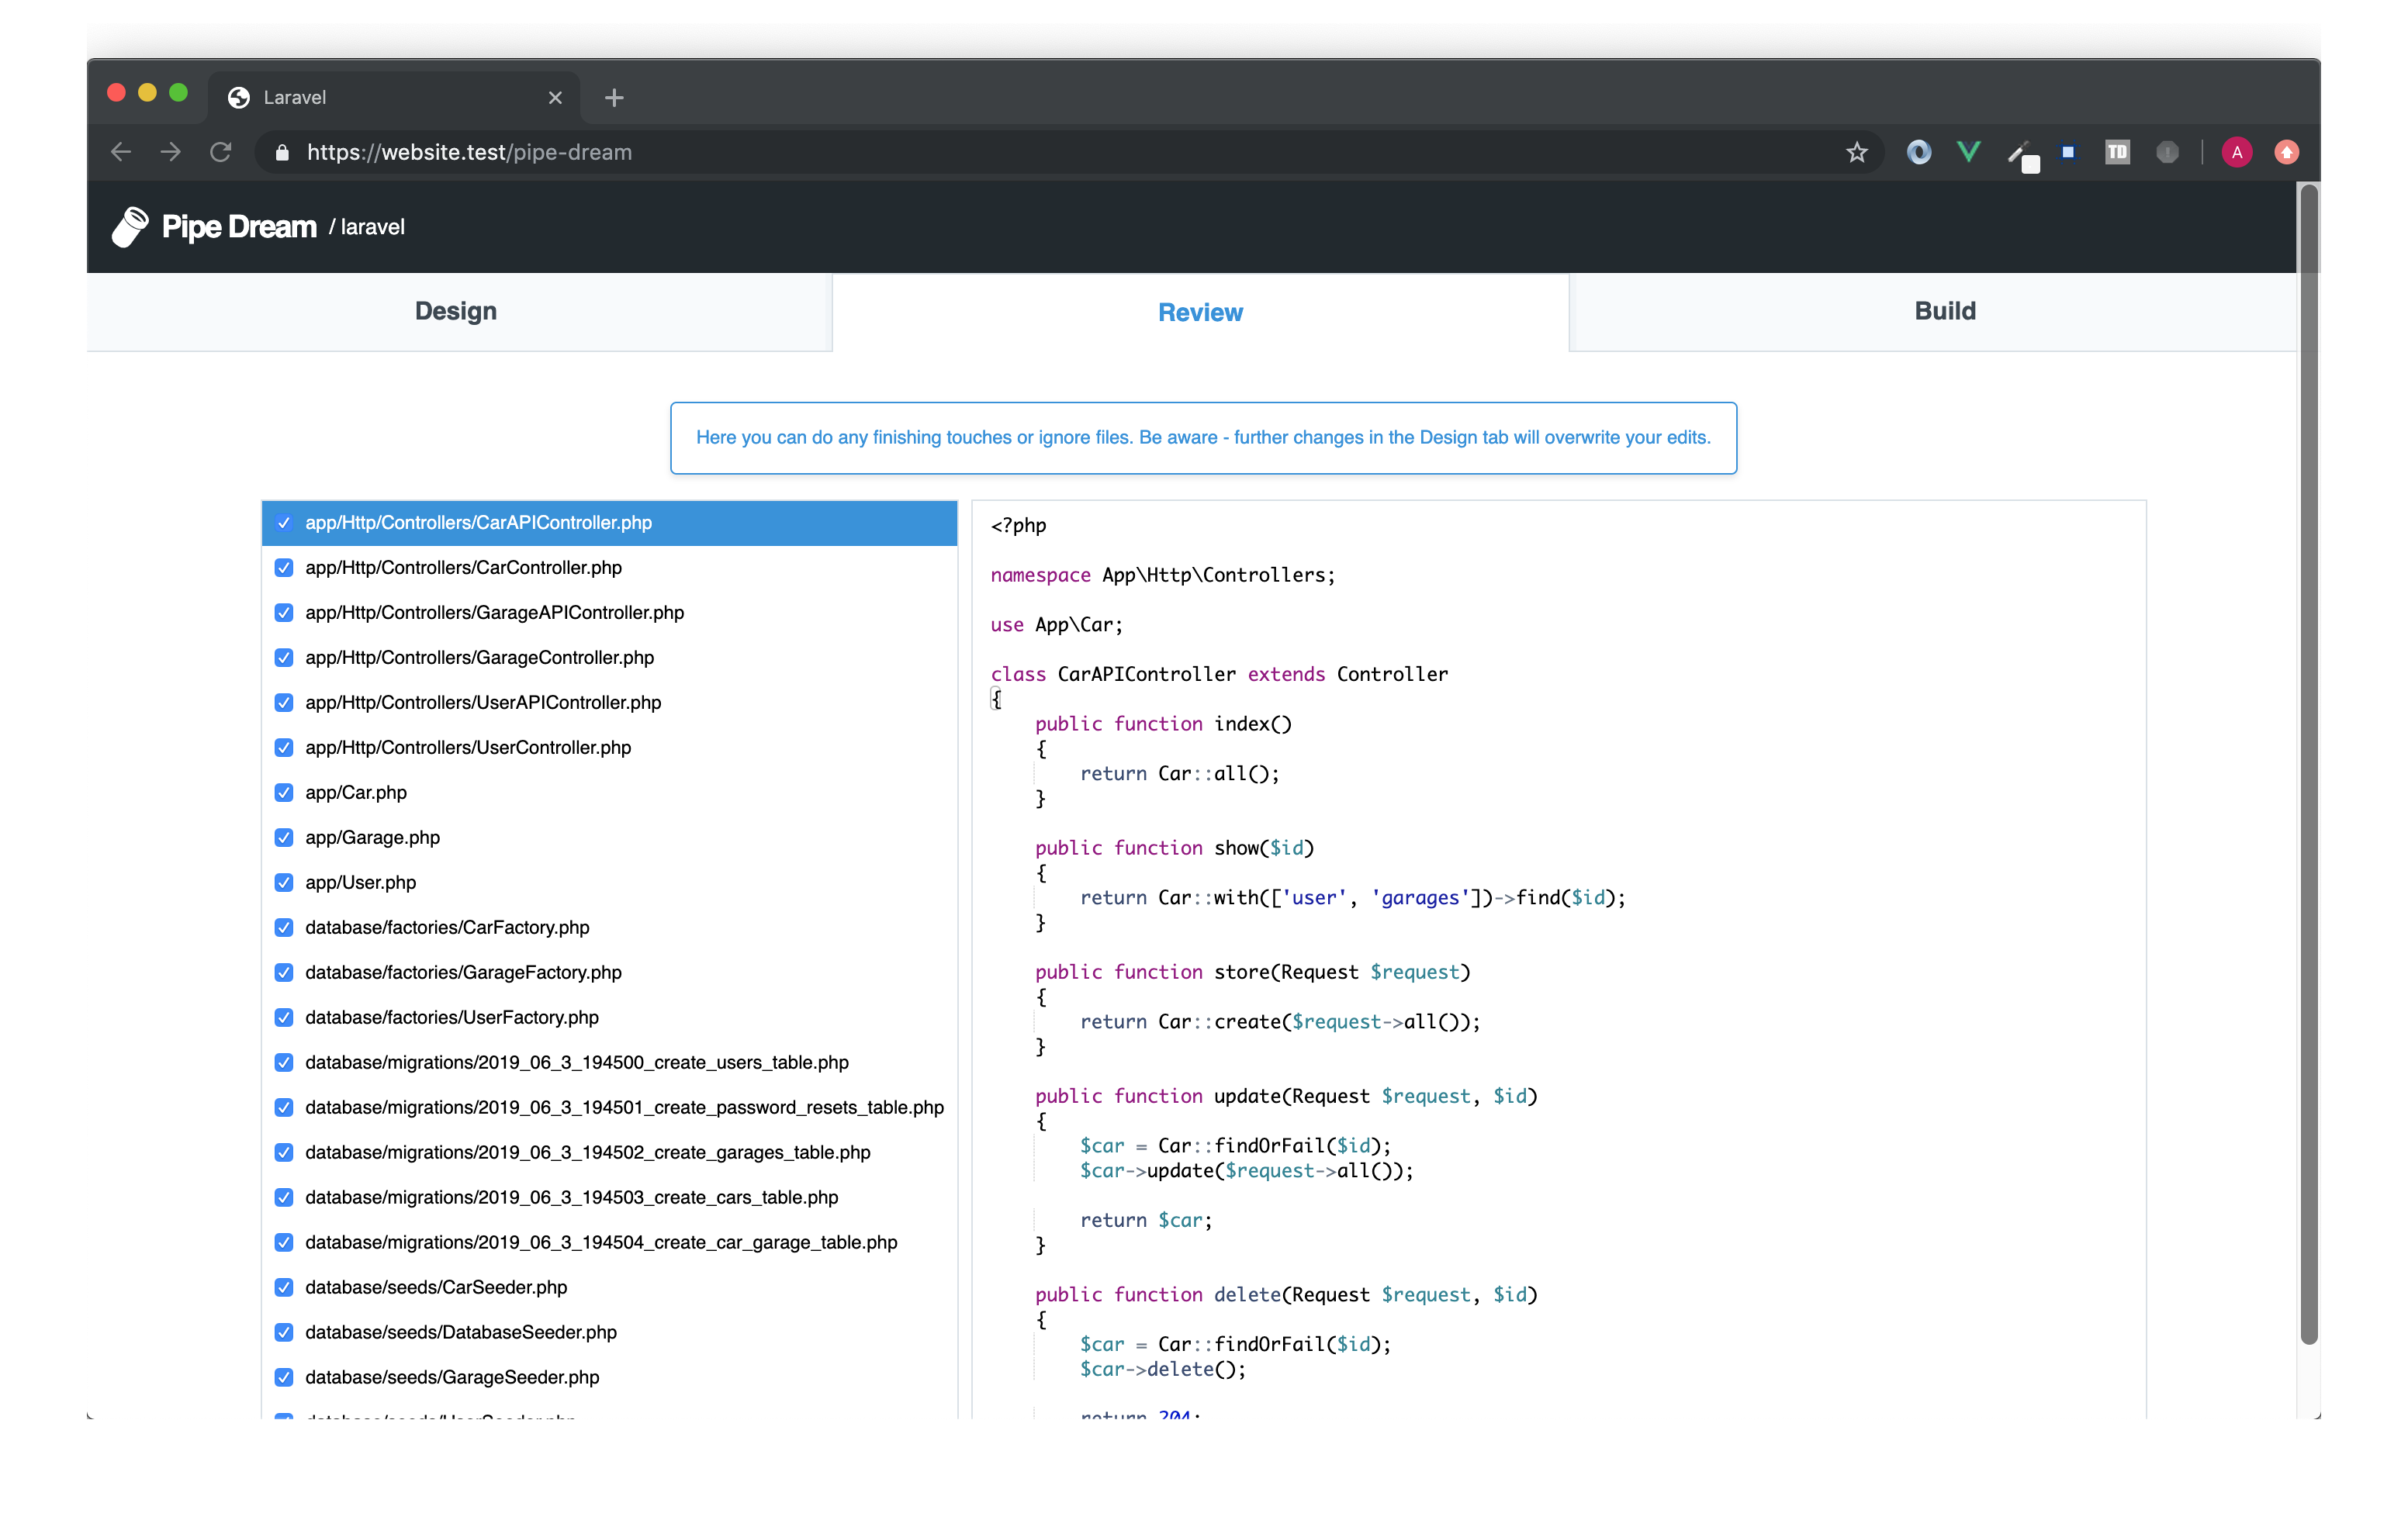 Laravel
https://website.test/pipe-dream
TD
A
Pipe Dream / laravel
Design
Review
Build
Here you can do any finishing touches or ignore files. Be aware - further changes in the Design tab will overwrite your edits.
app/Http/Controllers/CarAPIController.php
app/Http/Controllers/CarController.php
app/Http/Controllers/GarageAPIController.php
app/Http/Controllers/GarageController.php
app/Http/Controllers/UserAPIController.php
app/Http/Controllers/UserController.php
app/Car.php
app/Garage.php
app/User.php
database/factories/CarFactory.php
database/factories/GarageFactory.php
database/factories/UserFactory.php
database/migrations/2019_06_3_194500_create_users_table.php
database/migrations/2019_06_3_194501_create_password_resets_table.php
database/migrations/2019_06_3_194502_create_garages_table.php
database/migrations/2019_06_3_194503_create_cars_table.php
database/migrations/2019_06_3_194504_create_car_garage_table.php
database/seeds/CarSeeder.php
database/seeds/DatabaseSeeder.php
database/seeds/GarageSeeder.php
database/seeds/UserSeeder.php
<?php
namespace App\Http\Controllers;
use App\Car;
class CarAPIController extends Controller
{
public function index()
{
return Car::all();
}
public function show($id)
{
return Car::with(['user', 'garages'])->find($id);
}
public function store(Request $request)
{
return Car::create($request->all());
}
public function update(Request $request, $id)
{
$car = Car::findOrFail($id);
$car->update($request->all());
return $car;
}
public function delete(Request $request, $id)
{
$car = Car::findOrFail($id);
$car->delete();
return 204;